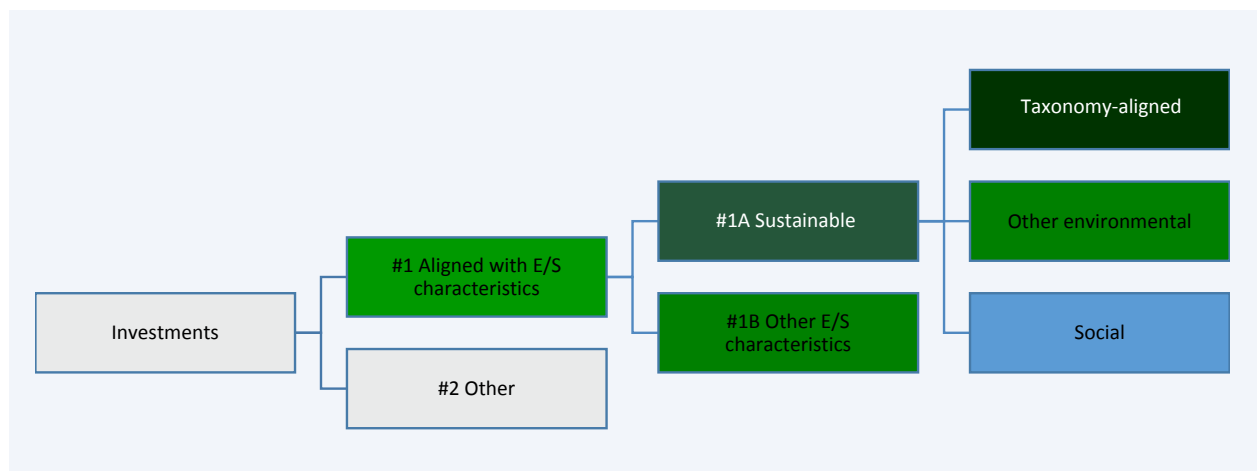 Taxonomy-aligned
#1A Sustainable
Other environmental
#1 Aligned with E/S
characteristics
Investments
#1B Other E/S
characteristics
Social
#2 Other